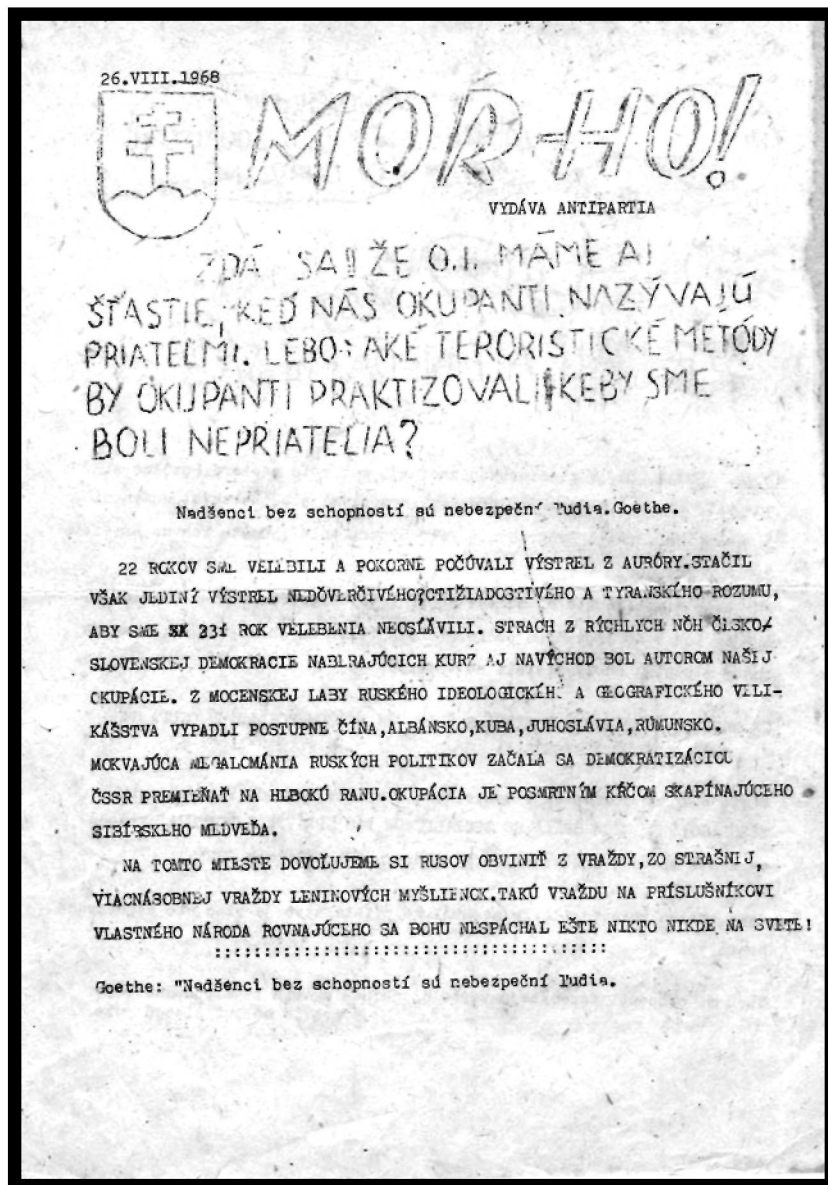 26.VIII.1968
MOR HO!
VYDÁVA ANTIPARTIA
ZDÁ SA ŽE O.I. MÁME AJ
ŠŤASTIE, KEĎ NÁS OKUPANTI NAZÝVAJÚ
PRIATEĽMI. LEBO: AKÉ TERORISTICKÉ METÓDY
BY OKUPANTI PRAKTIZOVALI KEBY SME
BOLI NEPRIATELIA?
Nadšenci bez schopností sú nebezpeční ľudia.Goethe.
22 ROKOV SME VELEBILI A POKORNE POČÚVALI VÝSTREL Z AURÓRY.STAČIL
VŠAK JEDINÝ VÝSTREL NEDÔVERČIVÉHO,CTIŽIADOSTIVÉHO A TYRANSKÉHO ROZUMU,
ABY SME 23í ROK VELEBENIA NEOSLÁVILI. STRACH Z RÝCHLYCH NÔH ČESKO/
SLOVENSKEJ DEMOKRACIE NABERAJÚCICH KURZ AJ NAVÝCHOD BOL AUTOROM NAŠEJ
OKUPÁCIE. Z MOCENSKEJ LABY RUSKÉHO A GEOGRAFICKÉHO VELI-
KÁŠSTVA VYPADLI POSTUPNE ČÍNA,ALBÁNSKO,KUBA,JUHOSLÁVIA,RUMUNSKO.
MOKVAJÚCA MEGALOMÁNIA RUSKÝCH POLITIKOV ZAČALA SA DEMOKRATIZÁCIOU
ČSSR PREMIEŇAŤ NA HLBOKÚ RANU.OKUPÁCIA JE POSMRTNÝM KŔČOM SKAPÍNAJÚCEHO
SIBÍRSKEHO MEDVEĎA.
NA TOMTO MIESTE DOVOĽUJEME SI RUSOV OBVINIŤ Z VRAŽDY,ZO STRAŠNEJ,
VIACNÁSOBNEJ VRAŽDY LENINOVÝCH MYŠLIENOK.TAKÚ VRAŽDU NA PRÍSLUŠNÍKOVI
VLASTNÉHO NÁRODA ROVNAJÚCEHO SA BOHU NESPÁCHAL EŠTE NIKTO NIKDE NA SVETE!
::::::::::::::::::::::::::::::::::::::::
Goethe: "Nadšenci bez schopností sú nebezpeční ľudia.